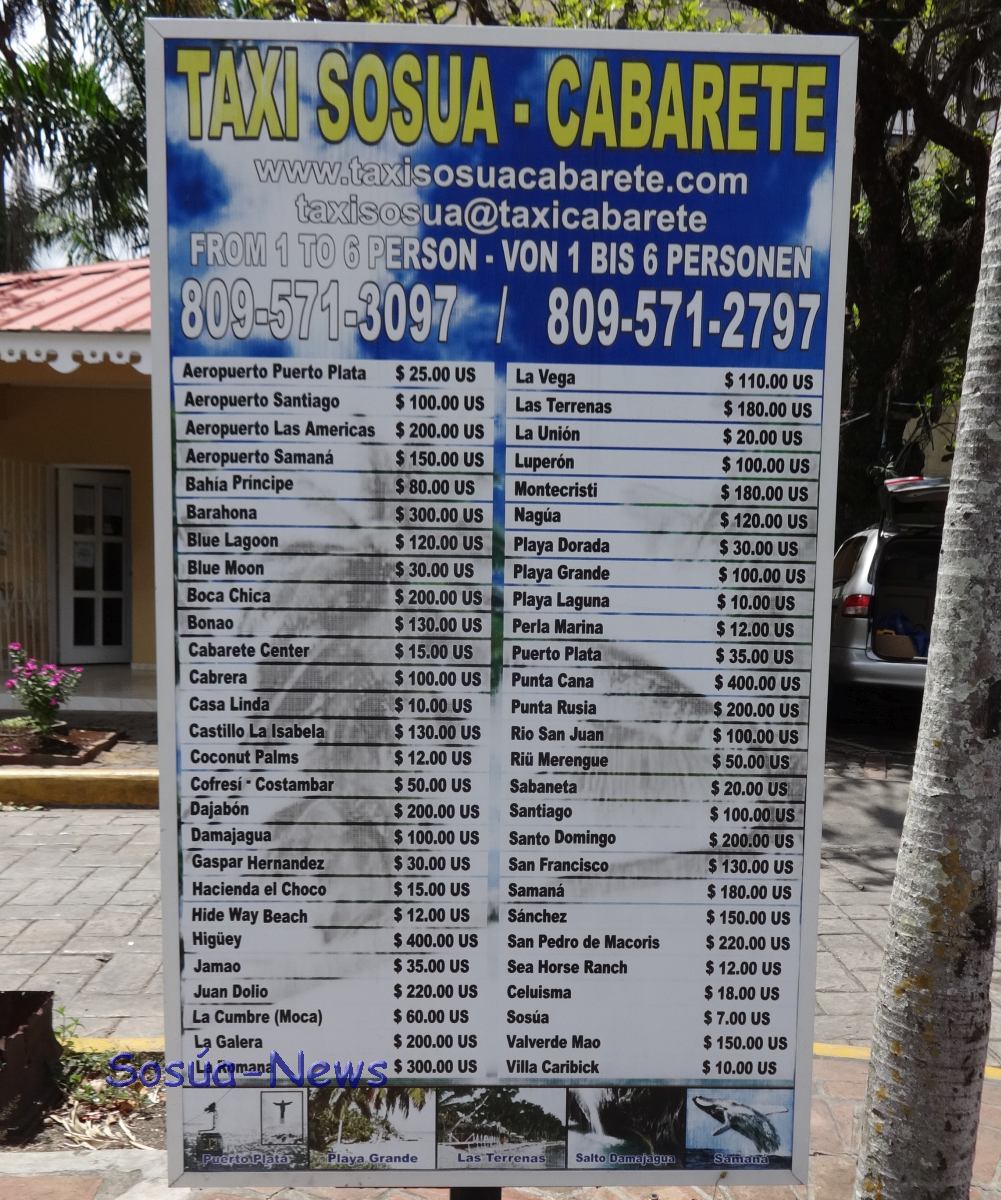 TAXI SOSUA - CABARETE
www.taxisosuacabarete.com
taxisosua@taxicabarete
FROM 1 TO 6 PERSON - VON 1 BIS 6 PERSONEN
809-571-3097 / 809-571-2797
Aeropuerto Puerto Plata $ 25.00 US
Aeropuerto Santiago $ 100.00 US
Aeropuerto Las Americas $ 200.00 US
Aeropuerto Samaná $ 150.00 US
Bahía Príncipe $ 80.00 US
Barahona $ 300.00 US
Blue Lagoon $ 120.00 US
Blue Moon $ 30.00 US
Boca Chica $ 200.00 US
Bonao $ 130.00 US
Cabarete Center $ 15.00 US
Cabrera $ 100.00 US
Casa Linda $ 10.00 US
Castillo La Isabela $ 130.00 US
Coconut Palms $ 12.00 US
Cofresí - Costambar $ 50.00 US
Dajabón $ 200.00 US
Damajagua $ 100.00 US
Gaspar Hernandez $ 30.00 US
Hacienda el Choco $ 15.00 US
Hide Way Beach $ 12.00 US
Higüey $ 400.00 US
Jamao $ 35.00 US
Juan Dolio $ 220.00 US
La Cumbre (Moca) $ 60.00 US
La Galera $ 200.00 US
La Romana $ 300.00 US
La Vega $ 110.00 US
Las Terrenas $ 180.00 US
La Unión $ 20.00 US
Luperón $ 100.00 US
Montecristi $ 180.00 US
Nagúa $ 120.00 US
Playa Dorada $ 30.00 US
Playa Grande $ 100.00 US
Playa Laguna $ 10.00 US
Perla Marina $ 12.00 US
Puerto Plata $ 35.00 US
Punta Cana $ 400.00 US
Punta Rusia $ 200.00 US
Rio San Juan $ 100.00 US
Riü Merengue $ 50.00 US
Sabaneta $ 20.00 US
Santiago $ 100.00 US
Santo Domingo $ 200.00 US
San Francisco $ 130.00 US
Samaná $ 180.00 US
Sánchez $ 150.00 US
San Pedro de Macoris $ 220.00 US
Sea Horse Ranch $ 12.00 US
Celuisma $ 18.00 US
Sosúa $ 7.00 US
Valverde Mao $ 150.00 US
Villa Caribick $ 10.00 US
Sosúa-News
Puerto Plata Playa Grande Las Terrenas Salto Damajagua Samaná